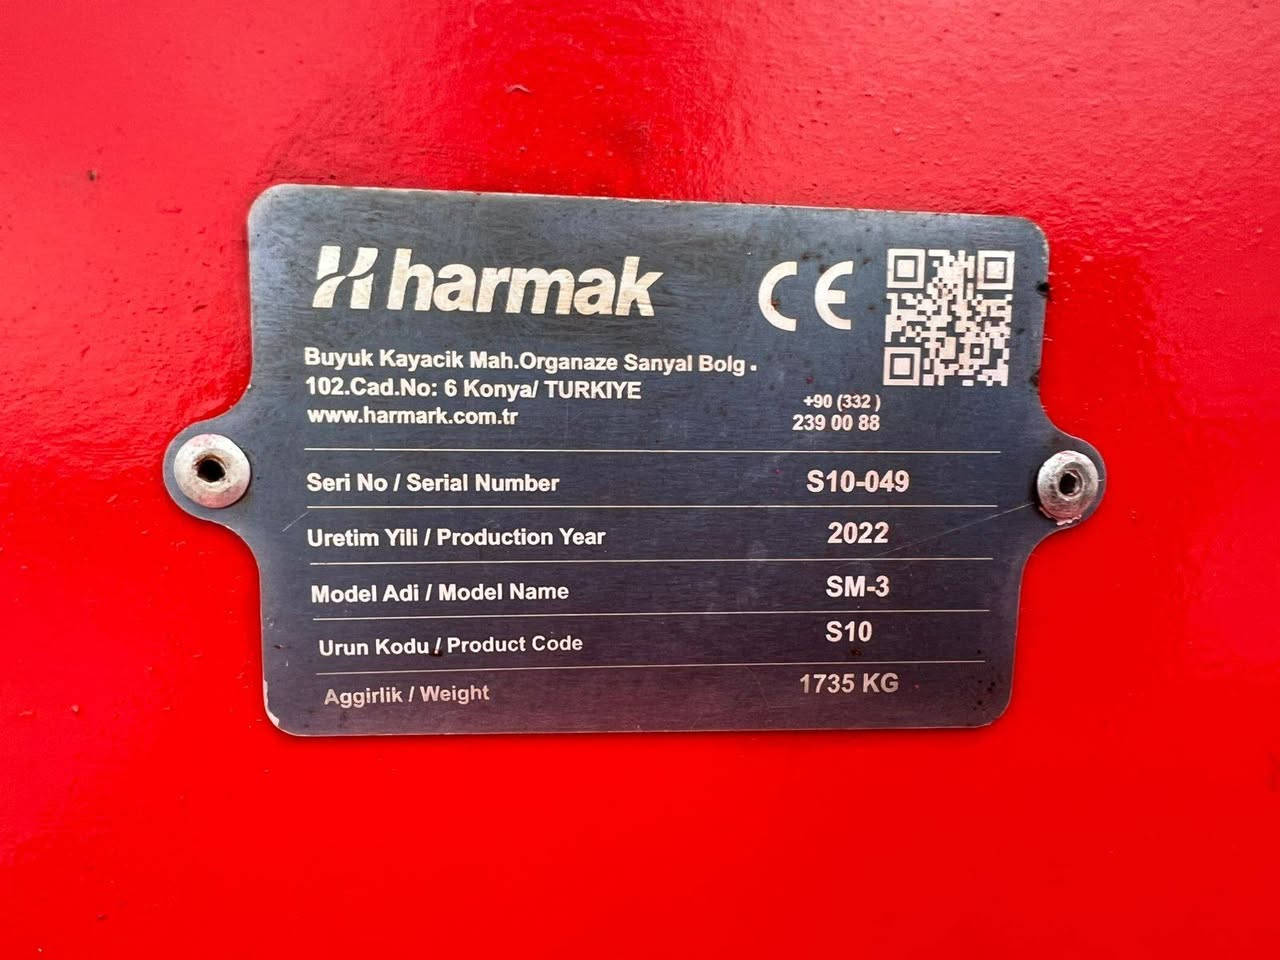 harmak
CE
Buyuk Kayacik Mah.Organaze Sanyal Bolg.
102.Cad.No: 6 Konya/ TURKIYE
www.harmark.com.tr
+90 (332 )
239 00 88
Seri No / Serial Number S10-049
Uretim Yili / Production Year 2022
Model Adi / Model Name SM-3
Urun Kodu / Product Code S10
Aggirlik / Weight 1735 KG